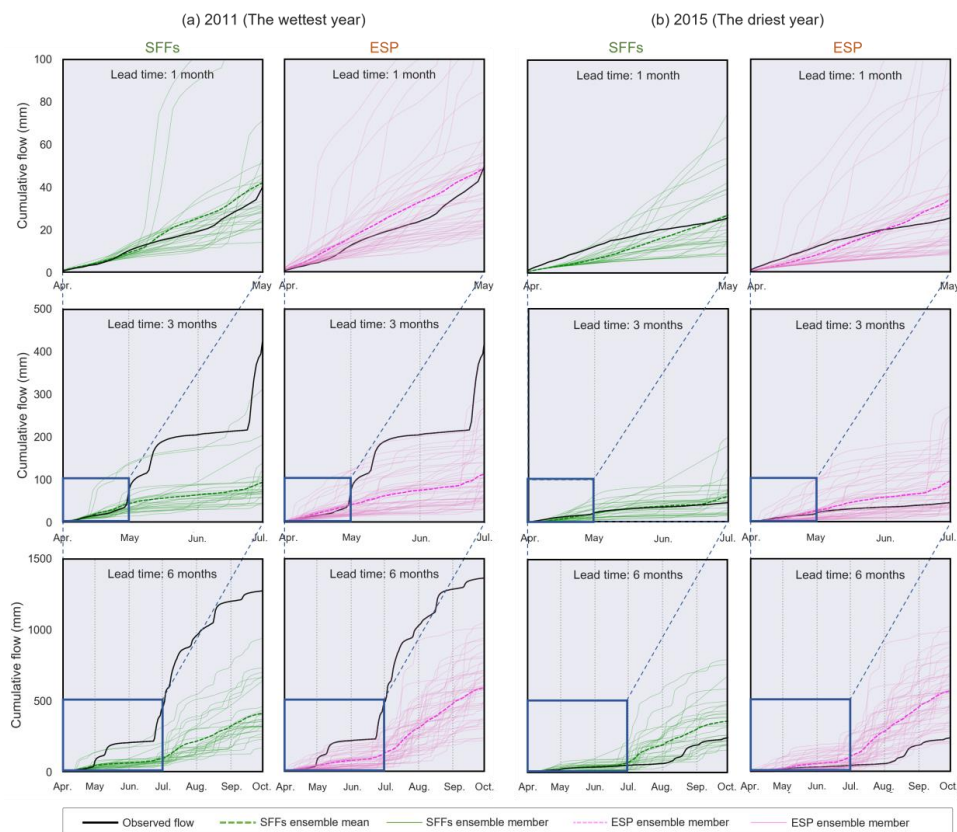 (a) 2011 (The wettest year) (b) 2015 (The driest year)
SFFs ESP SFFs ESP
Lead time: 1 month Lead time: 1 month Lead time: 1 month Lead time: 1 month
Cumulative flow (mm)
100
80
60
40
20
0
Apr. May Apr. May Apr. May Apr. May
Lead time: 3 months Lead time: 3 months Lead time: 3 months Lead time: 3 months
Cumulative flow (mm)
500
400
300
200
100
0
Apr. May Jun. Jul. Apr. May Jun. Jul. Apr. May Jun. Jul. Apr. May Jun. Jul.
Lead time: 6 months Lead time: 6 months Lead time: 6 months Lead time: 6 months
Cumulative flow (mm)
1500
1000
500
0
Apr. May Jun. Jul. Aug. Sep. Oct. Apr. May Jun. Jul. Aug. Sep. Oct. Apr. May Jun. Jul. Aug. Sep. Oct. Apr. May Jun. Jul. Aug. Sep. Oct.
Observed flow SFFs ensemble mean SFFs ensemble member ESP ensemble mean ESP ensemble member